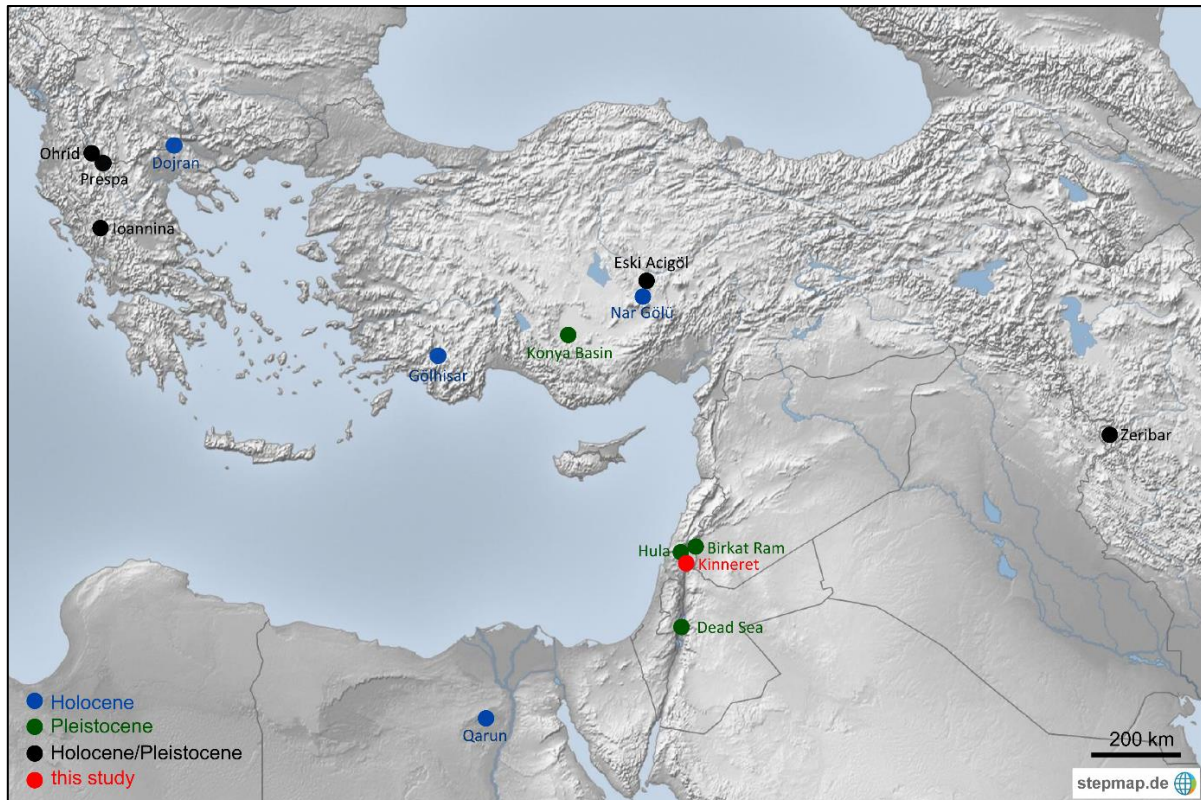 Ohrid
Prespa
Dojran
Ioannina
Eski Acigöl
Nar Gölü
Konya Basin
Gölhisar
Zeribar
Hula
Birkat Ram
Kinneret
Dead Sea
Qarun
Holocene
Pleistocene
Holocene/Pleistocene
this study
200 km
stepmap.de